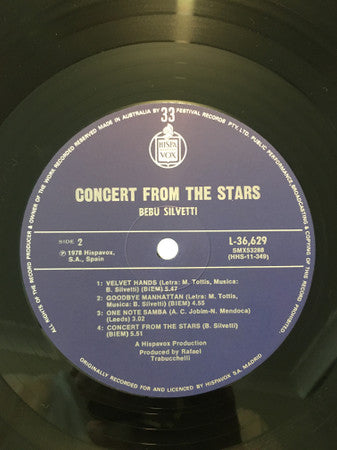 MADE IN AUSTRALIA BY FESTIVAL RECORDS PTY. LTD.
33
HISPA
VOX
CONCERT FROM THE STARS
BEBU SILVETTI
SIDE 2
L-36,629
℗ 1978 Hispavox,
S.A., Spain
SMX53288
(HHS-11-349)
1: VELVET HANDS (Letra: M. Tottis, Musica:
B. Silvetti) (BIEM) 5.47
2: GOODBYE MANHATTAN (Letra: M. Tottis,
Musica: B. Silvetti) (BIEM) 4.55
3: ONE NOTE SAMBA (A. C. Jobim-N. Mendoca)
(Leeds) 3.02
4: CONCERT FROM THE STARS (B. Silvetti)
(BIEM) 5.51
A Hispavox Production
Produced by Rafael
Trabucchelli
ORIGINALLY RECORDED BY AND LICENCED BY HISPAVOX S.A. MADRID
ALL RIGHTS OF THE RECORD PRODUCER & OWNER OF THE WORK RECORDED RESERVED
PUBLIC PERFORMANCE, BROADCASTING & COPYING OF THIS RECORD PROHIBITED.